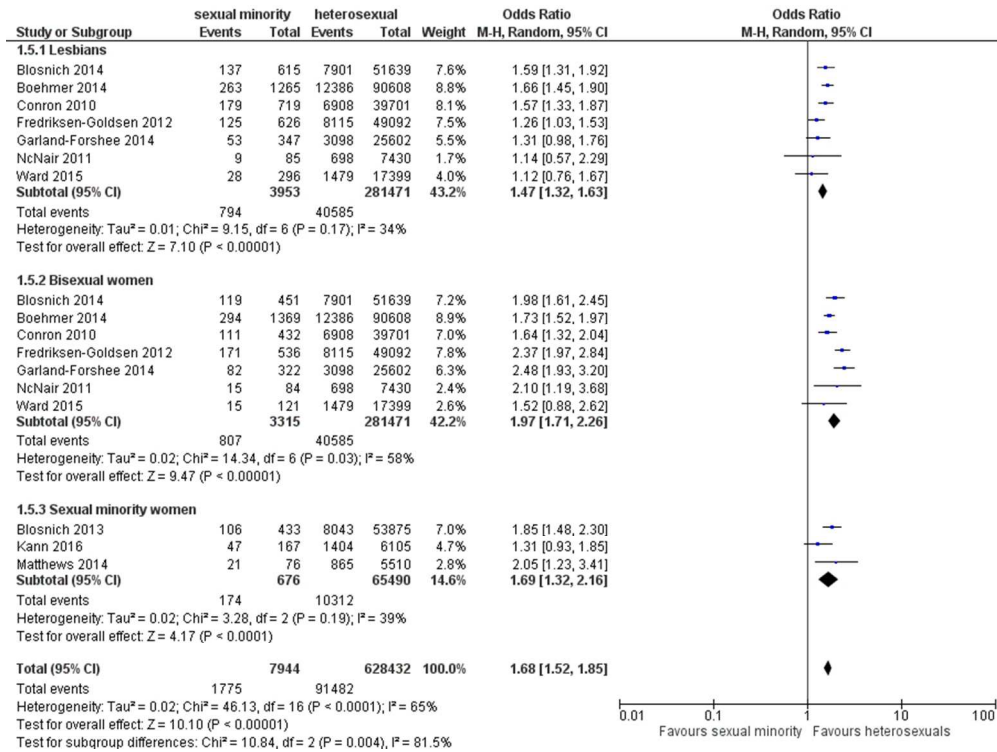 sexual minority heterosexual Odds Ratio Odds Ratio
Study or Subgroup Events Total Events Total Weight M-H, Random, 95% CI M-H, Random, 95% CI
1.5.1 Lesbians
Blosnich 2014 137 615 7901 51639 7.6% 1.59 [1.31, 1.92]
Boehmer 2014 263 1265 12386 90608 8.8% 1.66 [1.45, 1.90]
Conron 2010 179 719 6908 39701 8.1% 1.57 [1.33, 1.87]
Fredriksen-Goldsen 2012 125 626 8115 49092 7.5% 1.26 [1.03, 1.53]
Garland-Forshee 2014 53 347 3098 25602 5.5% 1.31 [0.98, 1.76]
NcNair 2011 9 85 698 7430 1.7% 1.14 [0.57, 2.29]
Ward 2015 28 296 1479 17399 4.0% 1.12 [0.76, 1.67]
Subtotal (95% CI) 3953 281471 43.2% 1.47 [1.32, 1.63]
Total events 794 40585
Heterogeneity: Tau² = 0.01; Chi² = 9.15, df = 6 (P = 0.17); I² = 34%
Test for overall effect: Z = 7.10 (P < 0.00001)
1.5.2 Bisexual women
Blosnich 2014 119 451 7901 51639 7.2% 1.98 [1.61, 2.45]
Boehmer 2014 294 1369 12386 90608 8.9% 1.73 [1.52, 1.97]
Conron 2010 111 432 6908 39701 7.0% 1.64 [1.32, 2.04]
Fredriksen-Goldsen 2012 171 536 8115 49092 7.8% 2.37 [1.97, 2.84]
Garland-Forshee 2014 82 322 3098 25602 6.3% 2.48 [1.93, 3.20]
NcNair 2011 15 84 698 7430 2.4% 2.10 [1.19, 3.68]
Ward 2015 15 121 1479 17399 2.6% 1.52 [0.88, 2.62]
Subtotal (95% CI) 3315 281471 42.2% 1.97 [1.71, 2.26]
Total events 807 40585
Heterogeneity: Tau² = 0.02; Chi² = 14.34, df = 6 (P = 0.03); I² = 58%
Test for overall effect: Z = 9.47 (P < 0.00001)
1.5.3 Sexual minority women
Blosnich 2013 106 433 8043 53875 7.0% 1.85 [1.48, 2.30]
Kann 2016 47 167 1404 6105 4.7% 1.31 [0.93, 1.85]
Matthews 2014 21 76 865 5510 2.8% 2.05 [1.23, 3.41]
Subtotal (95% CI) 676 65490 14.6% 1.69 [1.32, 2.16]
Total events 174 10312
Heterogeneity: Tau² = 0.02; Chi² = 3.28, df = 2 (P = 0.19); I² = 39%
Test for overall effect: Z = 4.17 (P < 0.0001)
Total (95% CI) 7944 628432 100.0% 1.68 [1.52, 1.85]
Total events 1775 91482
Heterogeneity: Tau² = 0.02; Chi² = 46.13, df = 16 (P < 0.0001); I² = 65%
Test for overall effect: Z = 10.10 (P < 0.00001)
Test for subgroup differences: Chi² = 10.84, df = 2 (P = 0.004), I² = 81.5%
0.01 0.1 1 10 100
Favours sexual minority Favours heterosexuals